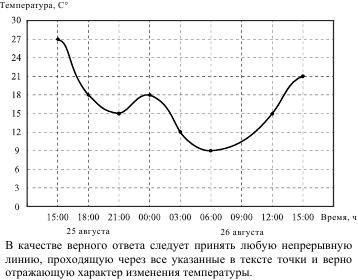 Температура, С°
30
27
24
21
18
15
12
9
6
3
0
15:00 18:00 21:00 00:00 03:00 06:00 09:00 12:00 15:00 Время, ч
25 августа 26 августа
В качестве верного ответа следует принять любую непрерывную
линию, проходящую через все указанные в тексте точки и верно
отражающую характер изменения температуры.